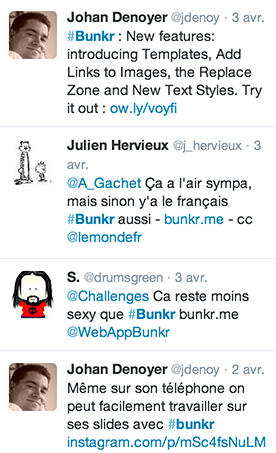 Johan Denoyer @jdenoy · 3 avr.
#Bunkr : New features:
introducing Templates, Add
Links to Images, the Replace
Zone and New Text Styles. Try
it out : ow.ly/voyfi
Julien Hervieux @j_hervieux · 3
avr.
@A_Gachet Ça a l'air sympa,
mais sinon y'a le français
#Bunkr aussi - bunkr.me - cc
@lemondefr
S. @drumsgreen · 3 avr.
@Challenges Ca reste moins
sexy que #Bunkr bunkr.me
@WebAppBunkr
Johan Denoyer @jdenoy · 2 avr.
Même sur son téléphone on
peut facilement travailler sur
ses slides avec #bunkr
instagram.com/p/mSc4fsNuLM